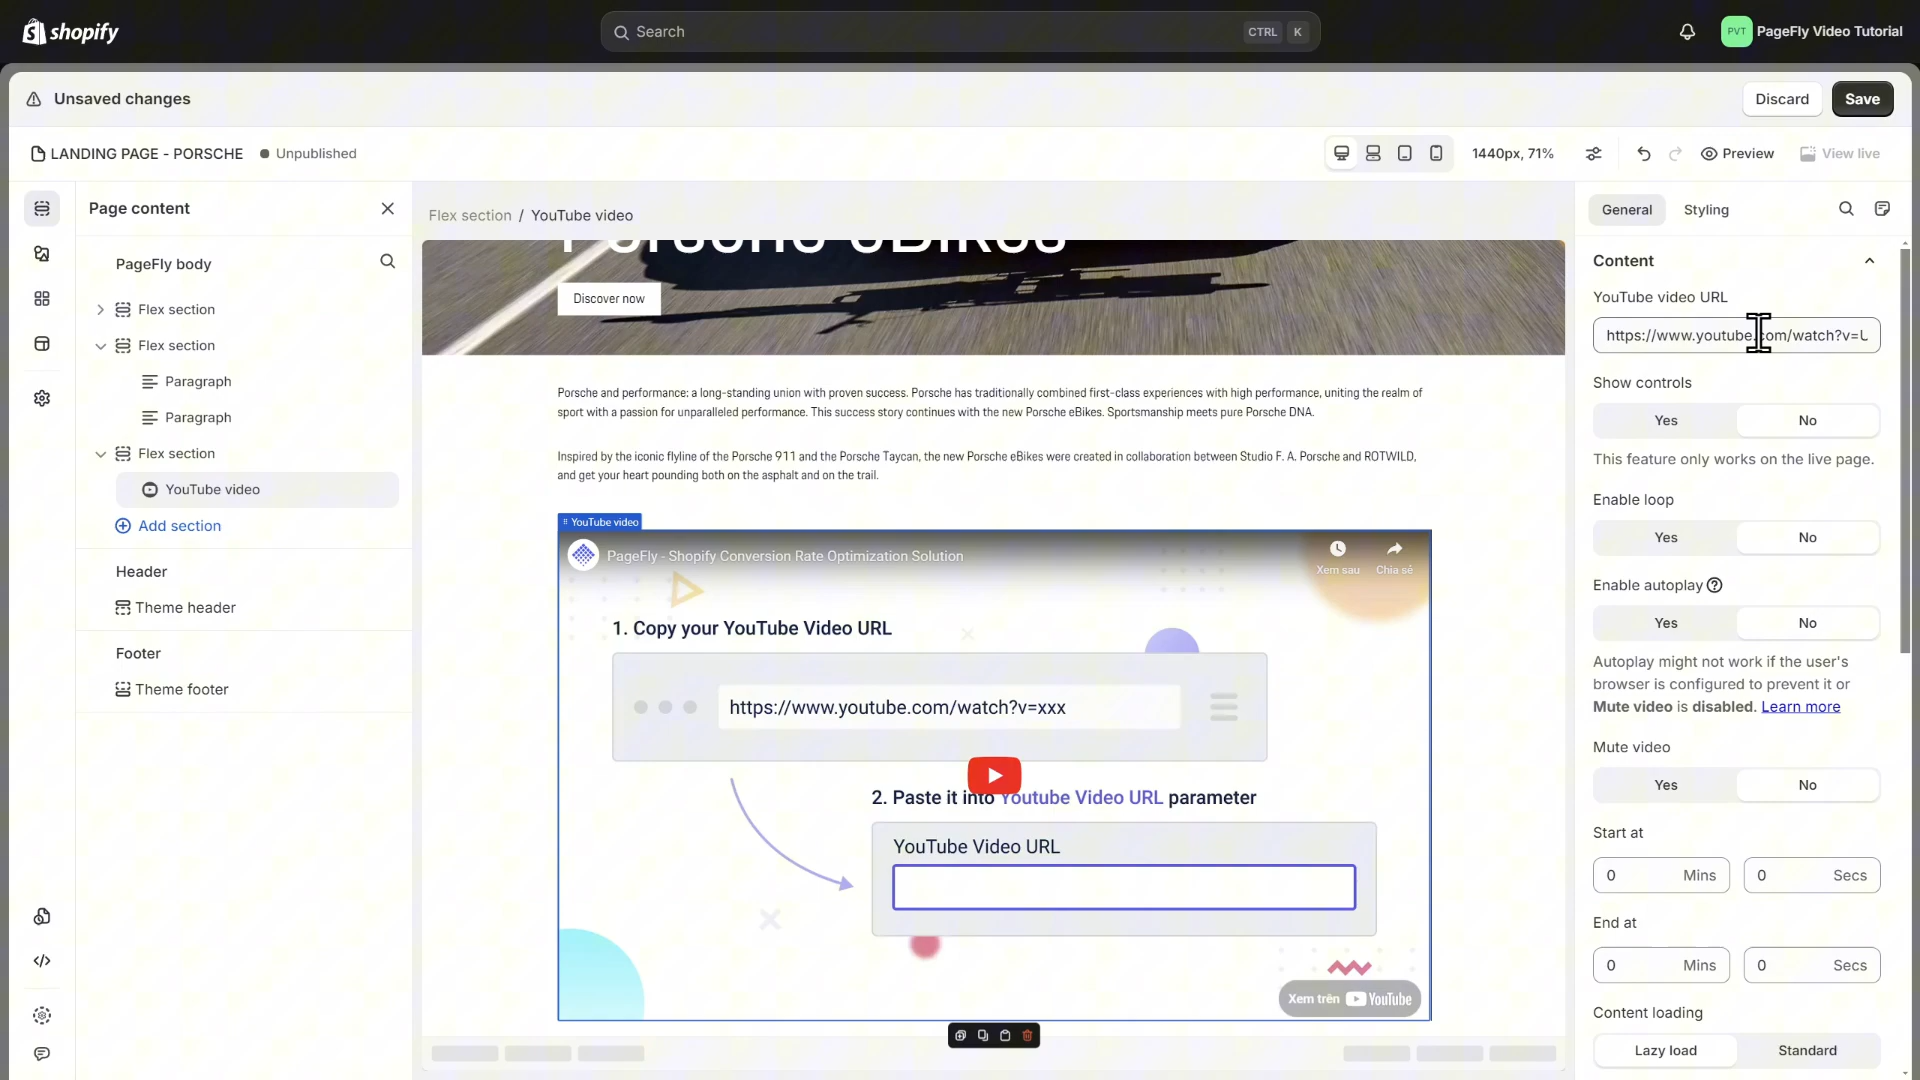 shopify
Search
CTRL K
PVT
PageFly Video Tutorial
Unsaved changes
Discard
Save
LANDING PAGE - PORSCHE
Unpublished
1440px, 71%
Preview
View live
Page content
PageFly body
Flex section
Flex section
Paragraph
Paragraph
Flex section
YouTube video
Add section
Header
Theme header
Footer
Theme footer
Flex section / YouTube video
Porsche eBikes
Discover now
Porsche and performance: a long-standing union with proven success. Porsche has traditionally combined first-class experiences with high performance, uniting the realm of
sport with a passion for unparalleled performance. This success story continues with the new Porsche eBikes. Sportsmanship meets pure Porsche DNA.
Inspired by the iconic flyline of the Porsche 911 and the Porsche Taycan, the new Porsche eBikes were created in collaboration between Studio F. A. Porsche and ROTWILD,
and get your heart pounding both on the asphalt and on the trail.
YouTube video
PageFly - Shopify Conversion Rate Optimization Solution
Xem sau
Chia sẻ
1. Copy your YouTube Video URL
https://www.youtube.com/watch?v=xxx
2. Paste it into Youtube Video URL parameter
YouTube Video URL
Xem trên YouTube
General
Styling
Content
YouTube video URL
https://www.youtube.com/watch?v=U
Show controls
Yes
No
This feature only works on the live page.
Enable loop
Yes
No
Enable autoplay
Yes
No
Autoplay might not work if the user's
browser is configured to prevent it or
Mute video is disabled. Learn more
Mute video
Yes
No
Start at
0 Mins
0 Secs
End at
0 Mins
0 Secs
Content loading
Lazy load
Standard